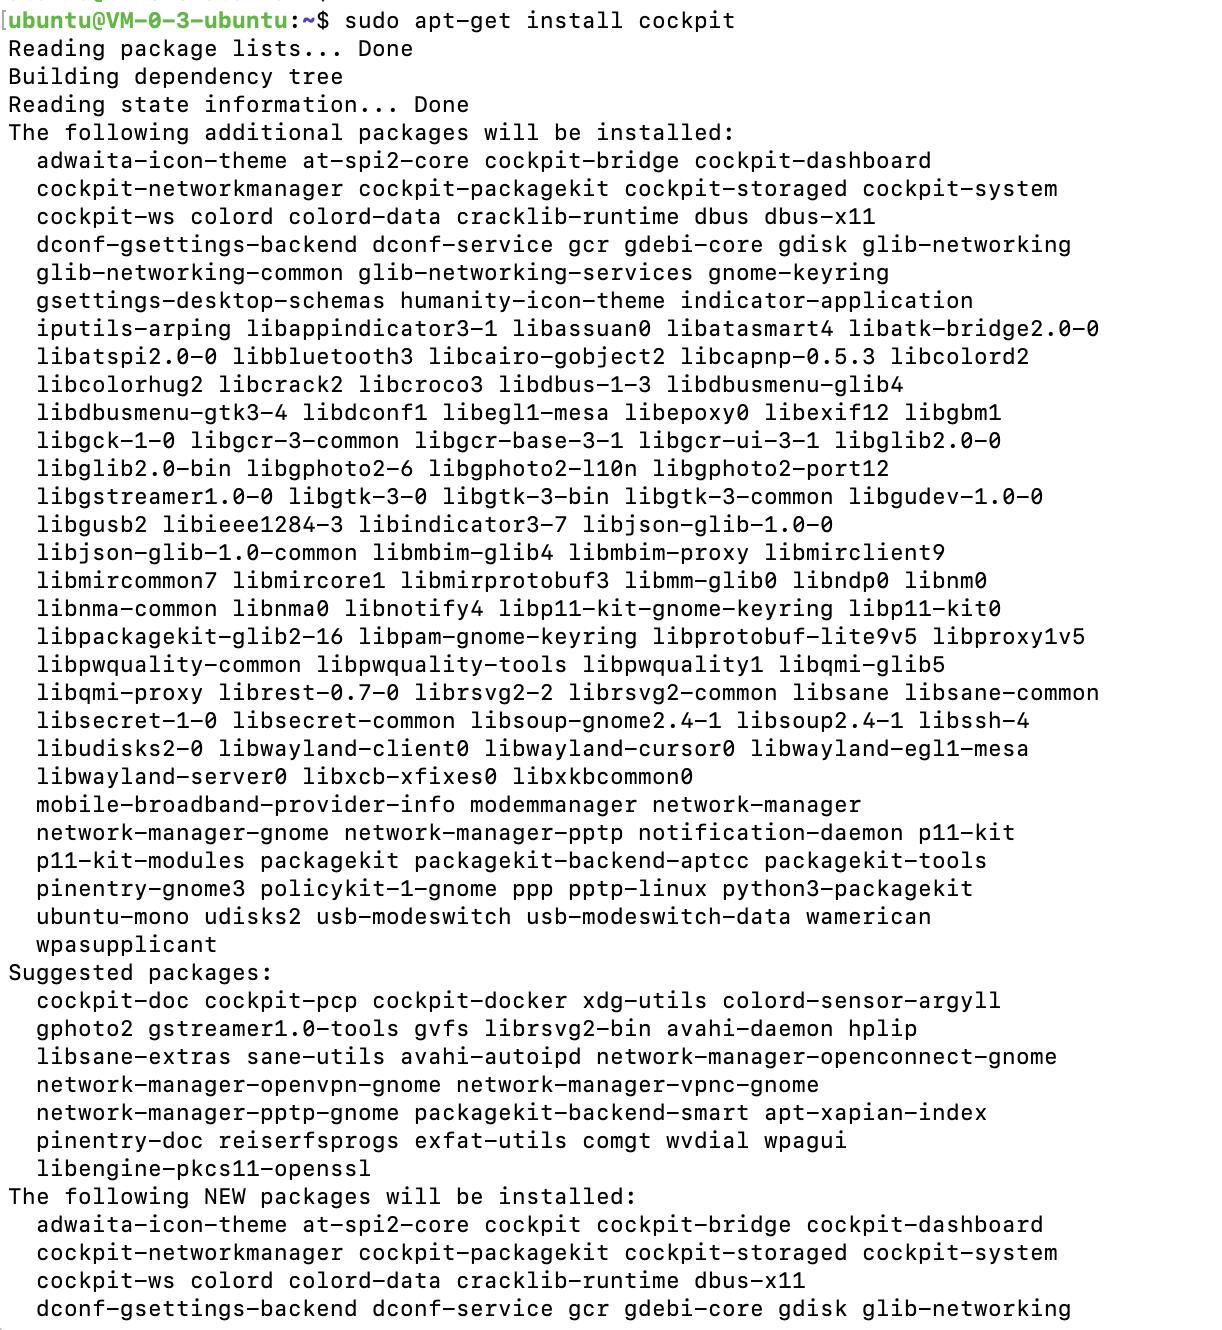 ubuntu@VM-0-3-ubuntu:~$ sudo apt-get install cockpit
Reading package lists... Done
Building dependency tree
Reading state information... Done
The following additional packages will be installed:
  adwaita-icon-theme at-spi2-core cockpit-bridge cockpit-dashboard
  cockpit-networkmanager cockpit-packagekit cockpit-storaged cockpit-system
  cockpit-ws colord colord-data cracklib-runtime dbus dbus-x11
  dconf-gsettings-backend dconf-service gcr gdebi-core gdisk glib-networking
  glib-networking-common glib-networking-services gnome-keyring
  gsettings-desktop-schemas humanity-icon-theme indicator-application
  iputils-arping libappindicator3-1 libassuan0 libatasmart4 libatk-bridge2.0-0
  libatspi2.0-0 libbluetooth3 libcairo-gobject2 libcapnp-0.5.3 libcolord2
  libcolorhug2 libcrack2 libcroco3 libdbus-1-3 libdbusmenu-glib4
  libdbusmenu-gtk3-4 libdconf1 libegl1-mesa libepoxy0 libexif12 libgbm1
  libgck-1-0 libgcr-3-common libgcr-base-3-1 libgcr-ui-3-1 libglib2.0-0
  libglib2.0-bin libgphoto2-6 libgphoto2-l10n libgphoto2-port12
  libgstreamer1.0-0 libgtk-3-0 libgtk-3-bin libgtk-3-common libgudev-1.0-0
  libgusb2 libieee1284-3 libindicator3-7 libjson-glib-1.0-0
  libjson-glib-1.0-common libmbim-glib4 libmbim-proxy libmirclient9
  libmircommon7 libmircore1 libmirprotobuf3 libmm-glib0 libndp0 libnm0
  libnma-common libnma0 libnotify4 libp11-kit-gnome-keyring libp11-kit0
  libpackagekit-glib2-16 libpam-gnome-keyring libprotobuf-lite9v5 libproxy1v5
  libpwquality-common libpwquality-tools libpwquality1 libqmi-glib5
  libqmi-proxy librest-0.7-0 librsvg2-2 librsvg2-common libsane libsane-common
  libsecret-1-0 libsecret-common libsoup-gnome2.4-1 libsoup2.4-1 libssh-4
  libudisks2-0 libwayland-client0 libwayland-cursor0 libwayland-egl1-mesa
  libwayland-server0 libxcb-xfixes0 libxkbcommon0
  mobile-broadband-provider-info modemmanager network-manager
  network-manager-gnome network-manager-pptp notification-daemon p11-kit
  p11-kit-modules packagekit packagekit-backend-aptcc packagekit-tools
  pinentry-gnome3 policykit-1-gnome ppp pptp-linux python3-packagekit
  ubuntu-mono udisks2 usb-modeswitch usb-modeswitch-data wamerican
  wpasupplicant
Suggested packages:
  cockpit-doc cockpit-pcp cockpit-docker xdg-utils colord-sensor-argyll
  gphoto2 gstreamer1.0-tools gvfs librsvg2-bin avahi-daemon hplip
  libsane-extras sane-utils avahi-autoipd network-manager-openconnect-gnome
  network-manager-openvpn-gnome network-manager-vpnc-gnome
  network-manager-pptp-gnome packagekit-backend-smart apt-xapian-index
  pinentry-doc reiserfsprogs exfat-utils comgt wvdial wpagui
  libengine-pkcs11-openssl
The following NEW packages will be installed:
  adwaita-icon-theme at-spi2-core cockpit cockpit-bridge cockpit-dashboard
  cockpit-networkmanager cockpit-packagekit cockpit-storaged cockpit-system
  cockpit-ws colord colord-data cracklib-runtime dbus-x11
  dconf-gsettings-backend dconf-service gcr gdebi-core gdisk glib-networking